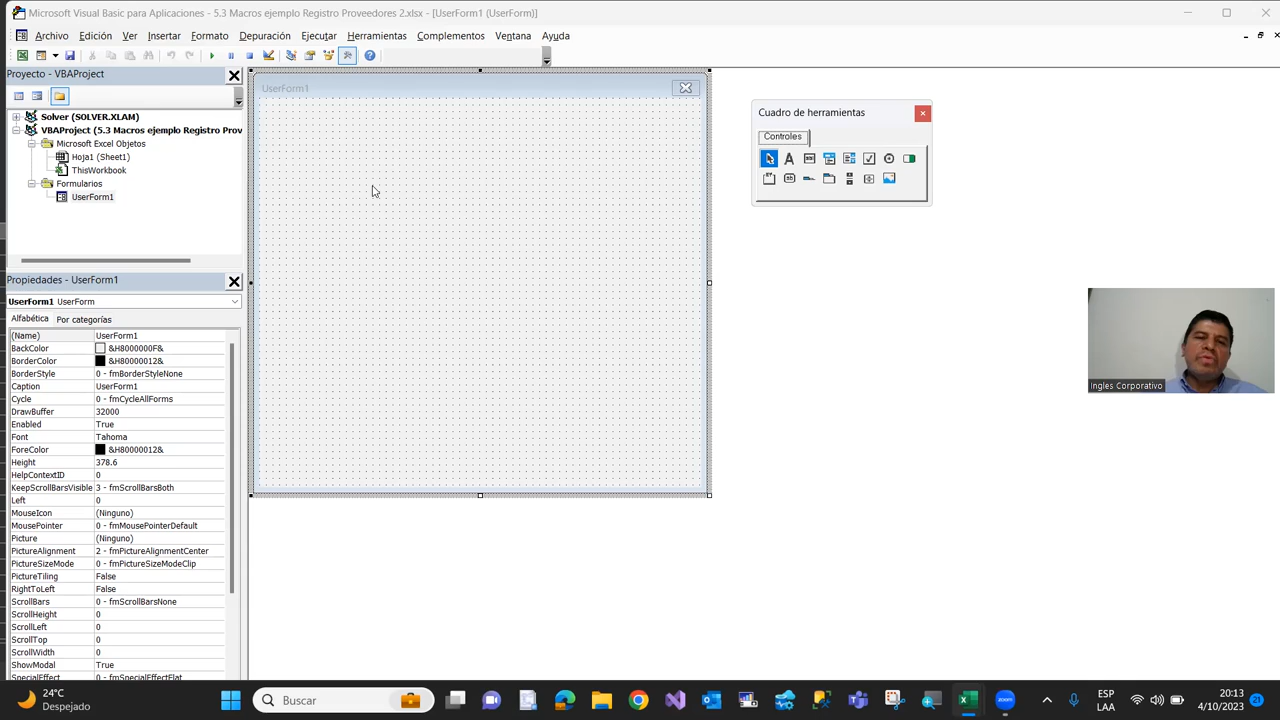 Microsoft Visual Basic para Aplicaciones - 5.3 Macros ejemplo Registro Proveedores 2.xlsx - [UserForm1 (UserForm)]
Archivo Edición Ver Insertar Formato Depuración Ejecutar Herramientas Complementos Ventana Ayuda
Proyecto - VBAProject
Solver (SOLVER.XLAM)
VBAProject (5.3 Macros ejemplo Registro Prov
Microsoft Excel Objetos
Hoja1 (Sheet1)
ThisWorkbook
Formularios
UserForm1
Propiedades - UserForm1
UserForm1 UserForm
Alfabética Por categorías
(Name) UserForm1
BackColor &H8000000F&
BorderColor &H80000012&
BorderStyle 0 - fmBorderStyleNone
Caption UserForm1
Cycle 0 - fmCycleAllForms
DrawBuffer 32000
Enabled True
Font Tahoma
ForeColor &H80000012&
Height 378.6
HelpContextID 0
KeepScrollBarsVisible 3 - fmScrollBarsBoth
Left 0
MouseIcon (Ninguno)
MousePointer 0 - fmMousePointerDefault
Picture (Ninguno)
PictureAlignment 2 - fmPictureAlignmentCenter
PictureSizeMode 0 - fmPictureSizeModeClip
PictureTiling False
RightToLeft False
ScrollBars 0 - fmScrollBarsNone
ScrollHeight 0
ScrollLeft 0
ScrollTop 0
ScrollWidth 0
ShowModal True
SpecialEffect 0 - fmSpecialEffectFlat
UserForm1
Cuadro de herramientas
Controles
Ingles Corporativo
24°C
Despejado
Buscar
ESP
LAA
20:13
4/10/2023